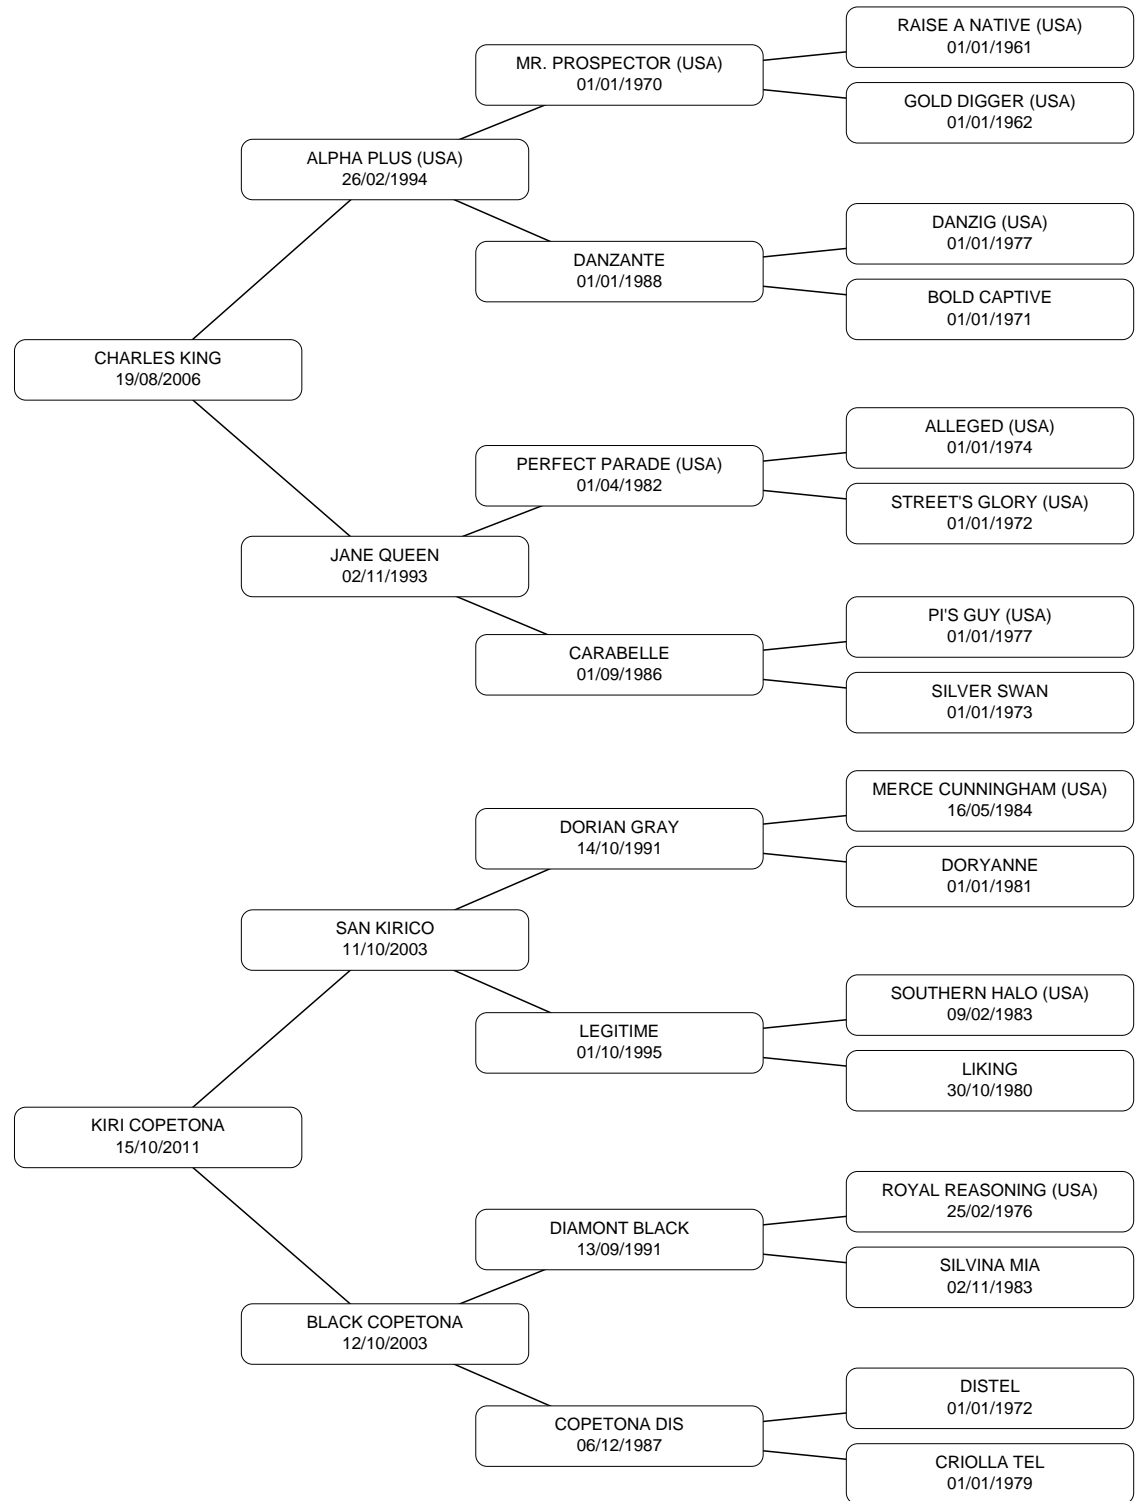 RAISE A NATIVE (USA)
01/01/1961
MR. PROSPECTOR (USA)
01/01/1970
GOLD DIGGER (USA)
01/01/1962
ALPHA PLUS (USA)
26/02/1994
DANZIG (USA)
01/01/1977
DANZANTE
01/01/1988
BOLD CAPTIVE
01/01/1971
CHARLES KING
19/08/2006
ALLEGED (USA)
01/01/1974
PERFECT PARADE (USA)
01/04/1982
STREET'S GLORY (USA)
01/01/1972
JANE QUEEN
02/11/1993
PI'S GUY (USA)
01/01/1977
CARABELLE
01/09/1986
SILVER SWAN
01/01/1973
MERCE CUNNINGHAM (USA)
16/05/1984
DORIAN GRAY
14/10/1991
DORYANNE
01/01/1981
SAN KIRICO
11/10/2003
SOUTHERN HALO (USA)
09/02/1983
LEGITIME
01/10/1995
LIKING
30/10/1980
KIRI COPETONA
15/10/2011
ROYAL REASONING (USA)
25/02/1976
DIAMONT BLACK
13/09/1991
SILVINA MIA
02/11/1983
BLACK COPETONA
12/10/2003
DISTEL
01/01/1972
COPETONA DIS
06/12/1987
CRIOLLA TEL
01/01/1979